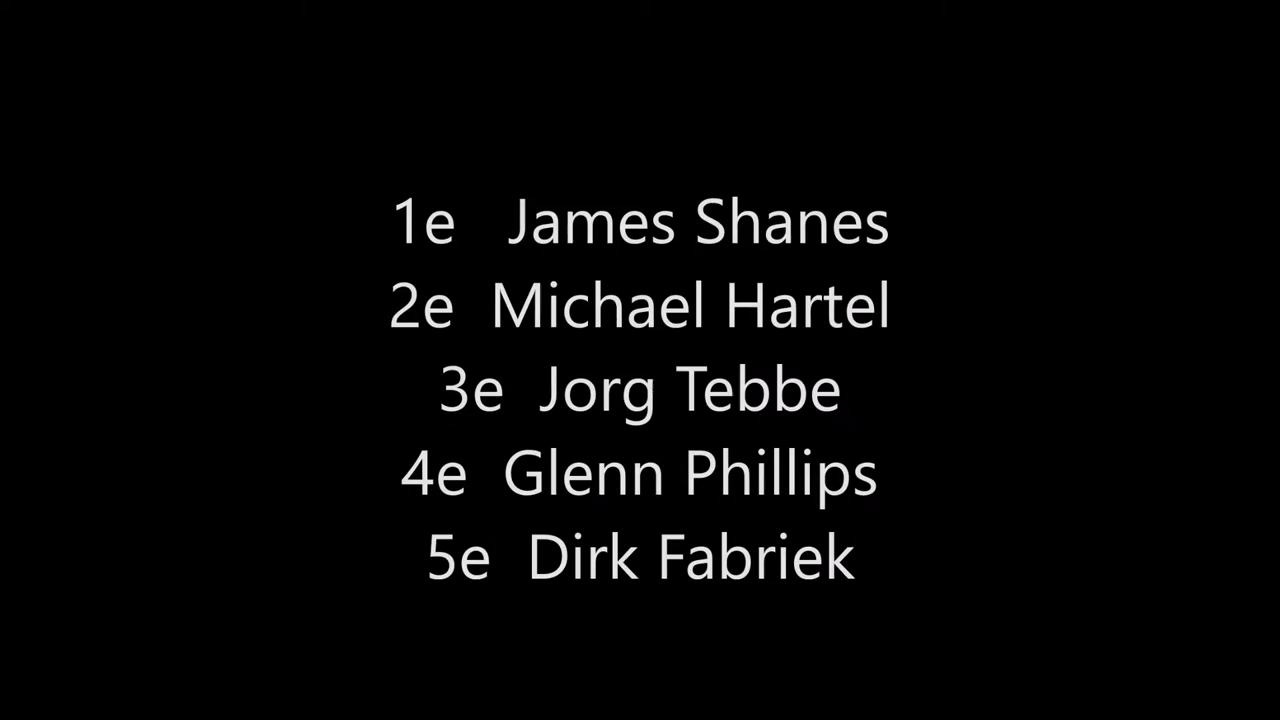 1e James Shanes
2e Michael Hartel
3e Jorg Tebbe
4e Glenn Phillips
5e Dirk Fabriek